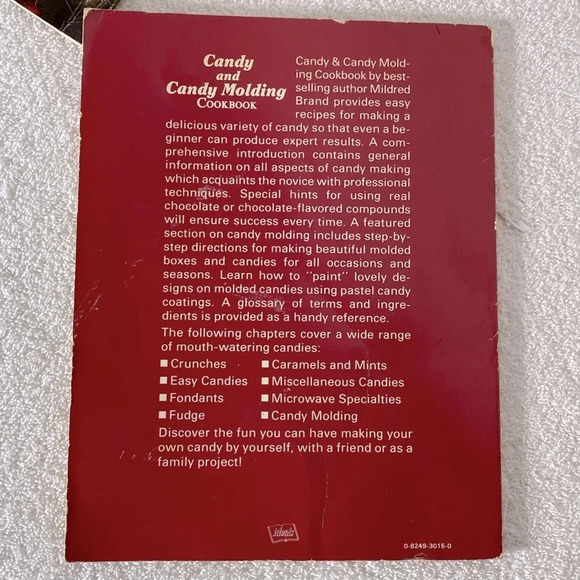 Candy
and
Candy Molding
COOKBOOK
Candy & Candy Mold-
ing Cookbook by best-
selling author Mildred
Brand provides easy
recipes for making a
delicious variety of candy so that even a be-
ginner can produce expert results. A com-
prehensive introduction contains general
information on all aspects of candy making
which acquaints the novice with professional
techniques. Special hints for using real
chocolate or chocolate-flavored compounds
will ensure success every time. A featured
section on candy molding includes step-by-
step directions for making beautiful molded
boxes and candies for all occasions and
seasons. Learn how to "paint" lovely de-
signs on molded candies using pastel candy
coatings. A glossary of terms and ingre-
dients is provided as a handy reference.
The following chapters cover a wide range
of mouth-watering candies:
■ Crunches ■ Caramels and Mints
■ Easy Candies ■ Miscellaneous Candies
■ Fondants ■ Microwave Specialties
■ Fudge ■ Candy Molding
Discover the fun you can have making your
own candy by yourself, with a friend or as a
family project!
ideals
0-8249-3015-0